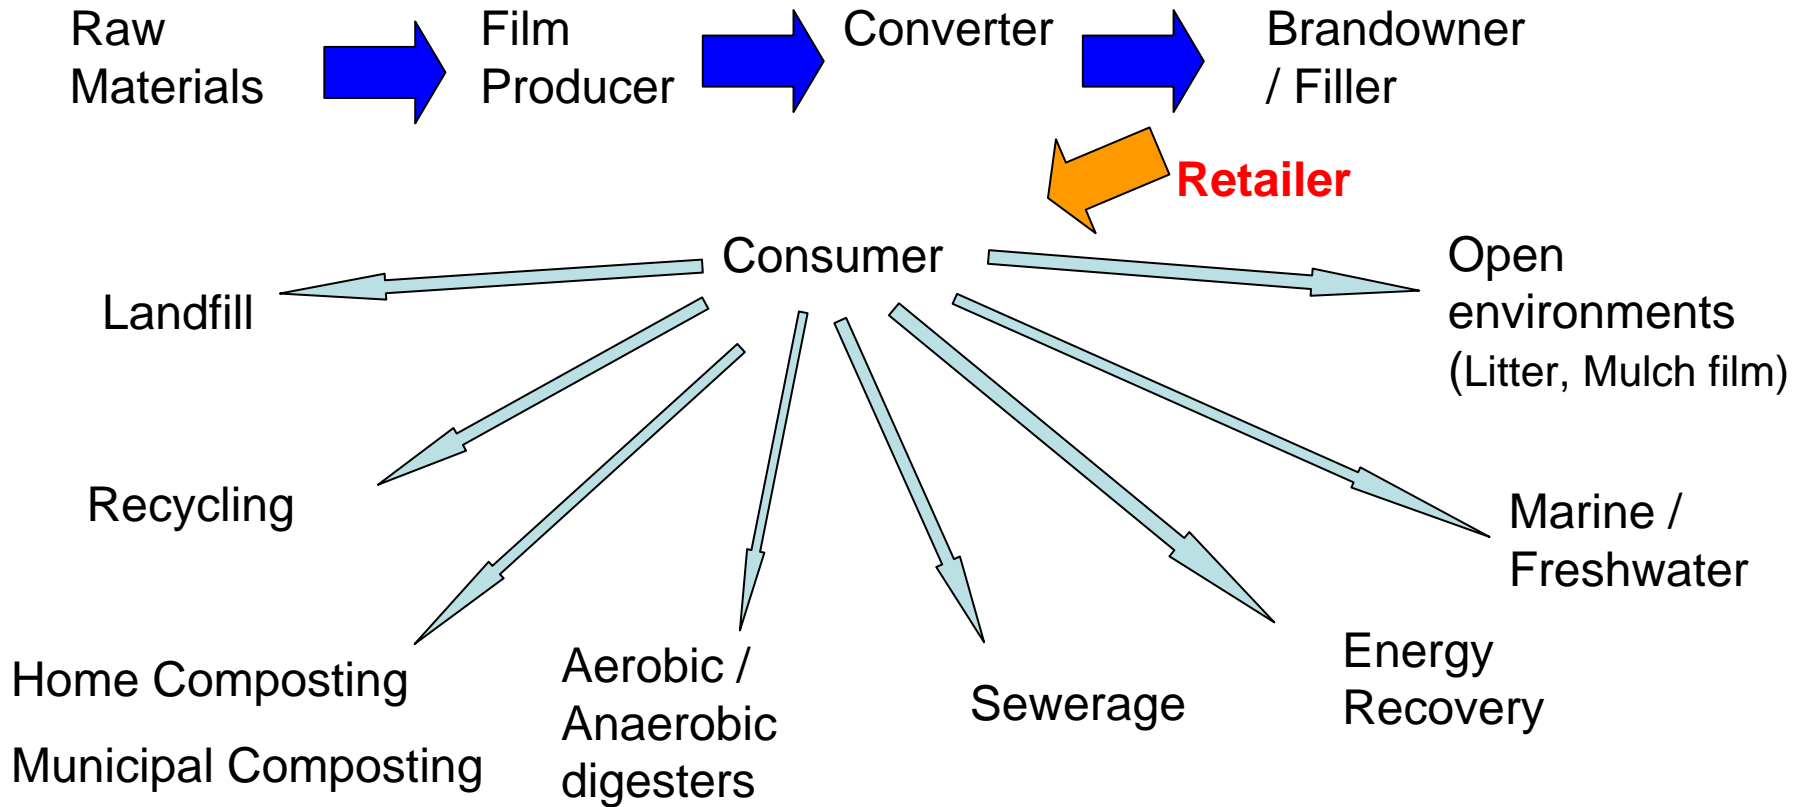 Raw
Materials
Film
Producer
Converter
Brandowner
/ Filler
Retailer
Consumer
Landfill
Open
environments
(Litter, Mulch film)
Recycling
Marine /
Freshwater
Home Composting
Municipal Composting
Aerobic /
Anaerobic
digesters
Sewerage
Energy
Recovery